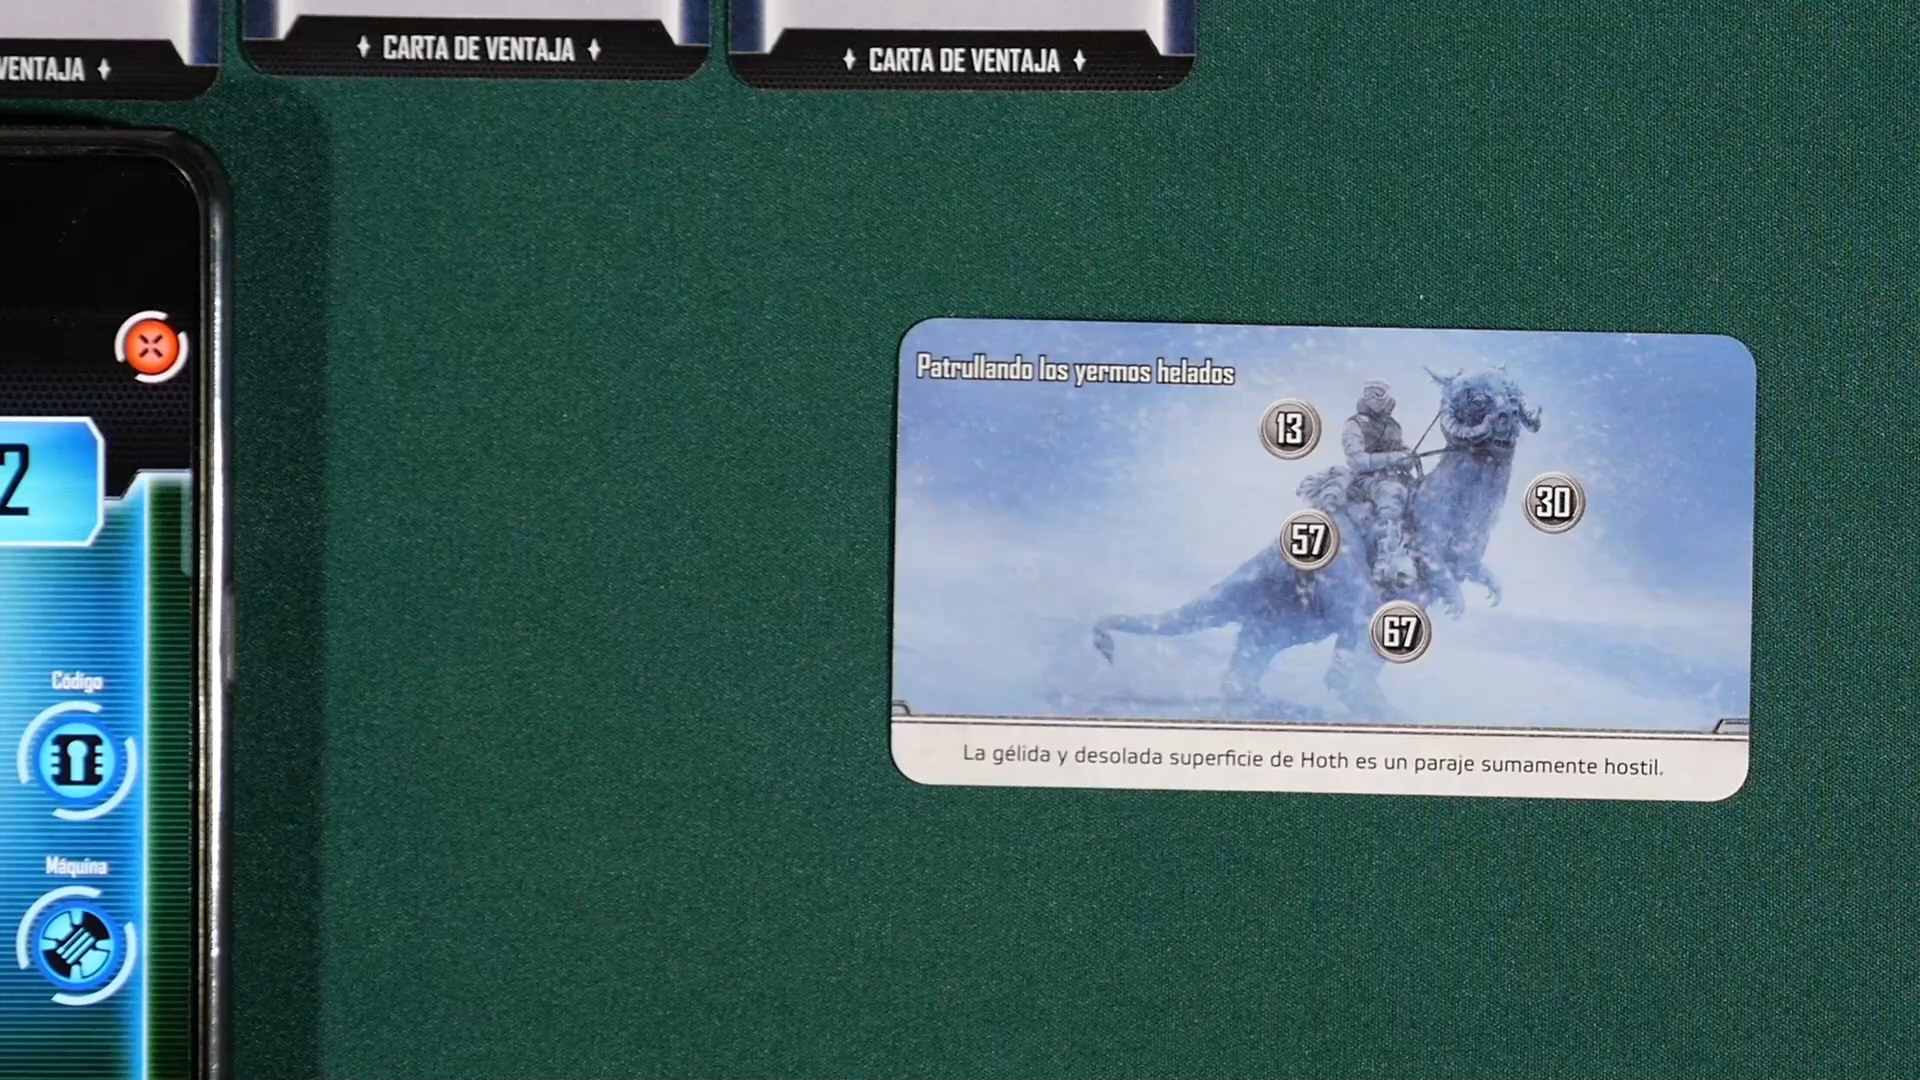 VENTAJA
CARTA DE VENTAJA
CARTA DE VENTAJA
2
Código
Máquina
Patrullando los yermos helados
13
30
57
67
La gélida y desolada superficie de Hoth es un paraje sumamente hostil.